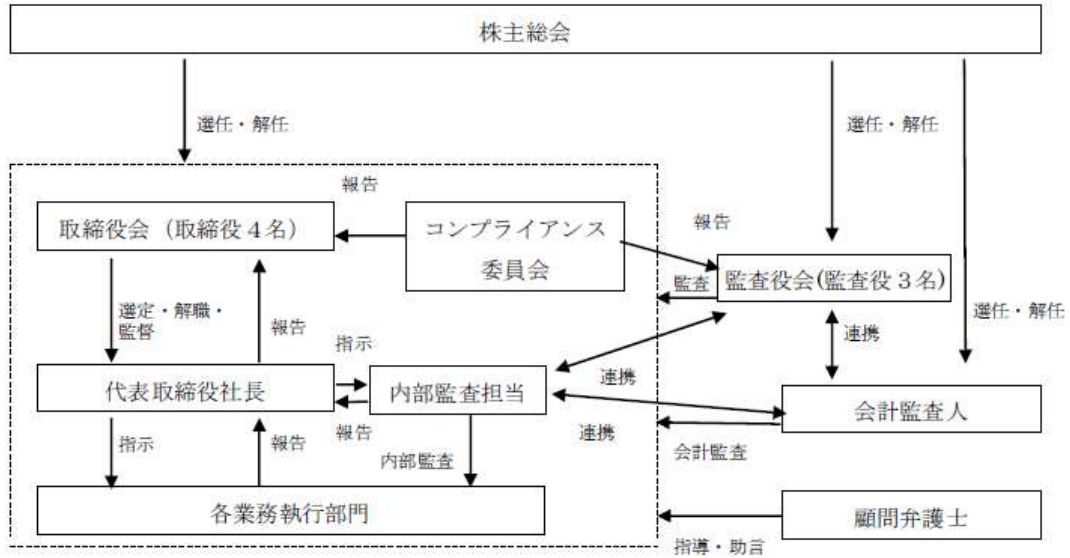 株主総会
選任・解任
選任・解任
選任・解任
報告
取締役会（取締役４名）
コンプライアンス
委員会
報告
監査役会(監査役３名)
監査
選定・解職・
監督
報告
指示
連携
連携
代表取締役社長
内部監査担当
会計監査人
報告
連携
会計監査
指示
報告
内部監査
各業務執行部門
顧問弁護士
指導・助言